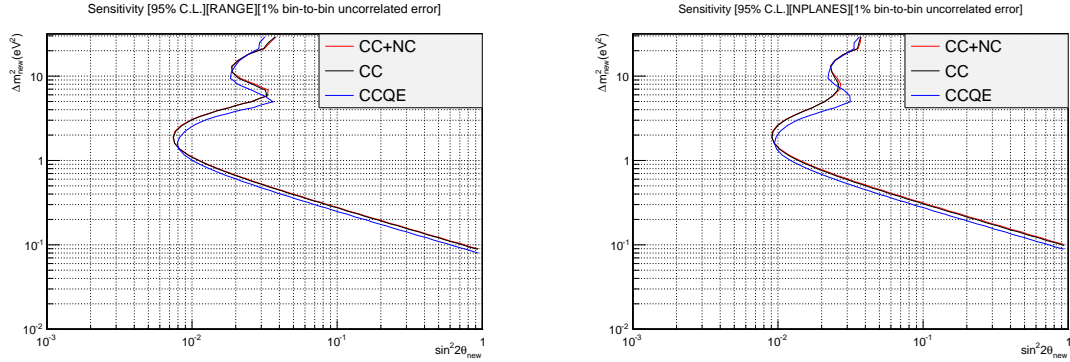 Sensitivity [95% C.L.][RANGE][1% bin-to-bin uncorrelated error]
Δm²new(eV²)
CC+NC
CC
CCQE
10
1
10⁻¹
10⁻²
10⁻³ 10⁻² 10⁻¹ 1
sin²2θnew
Sensitivity [95% C.L.][NPLANES][1% bin-to-bin uncorrelated error]
Δm²new(eV²)
CC+NC
CC
CCQE
10
1
10⁻¹
10⁻²
10⁻³ 10⁻² 10⁻¹ 1
sin²2θnew